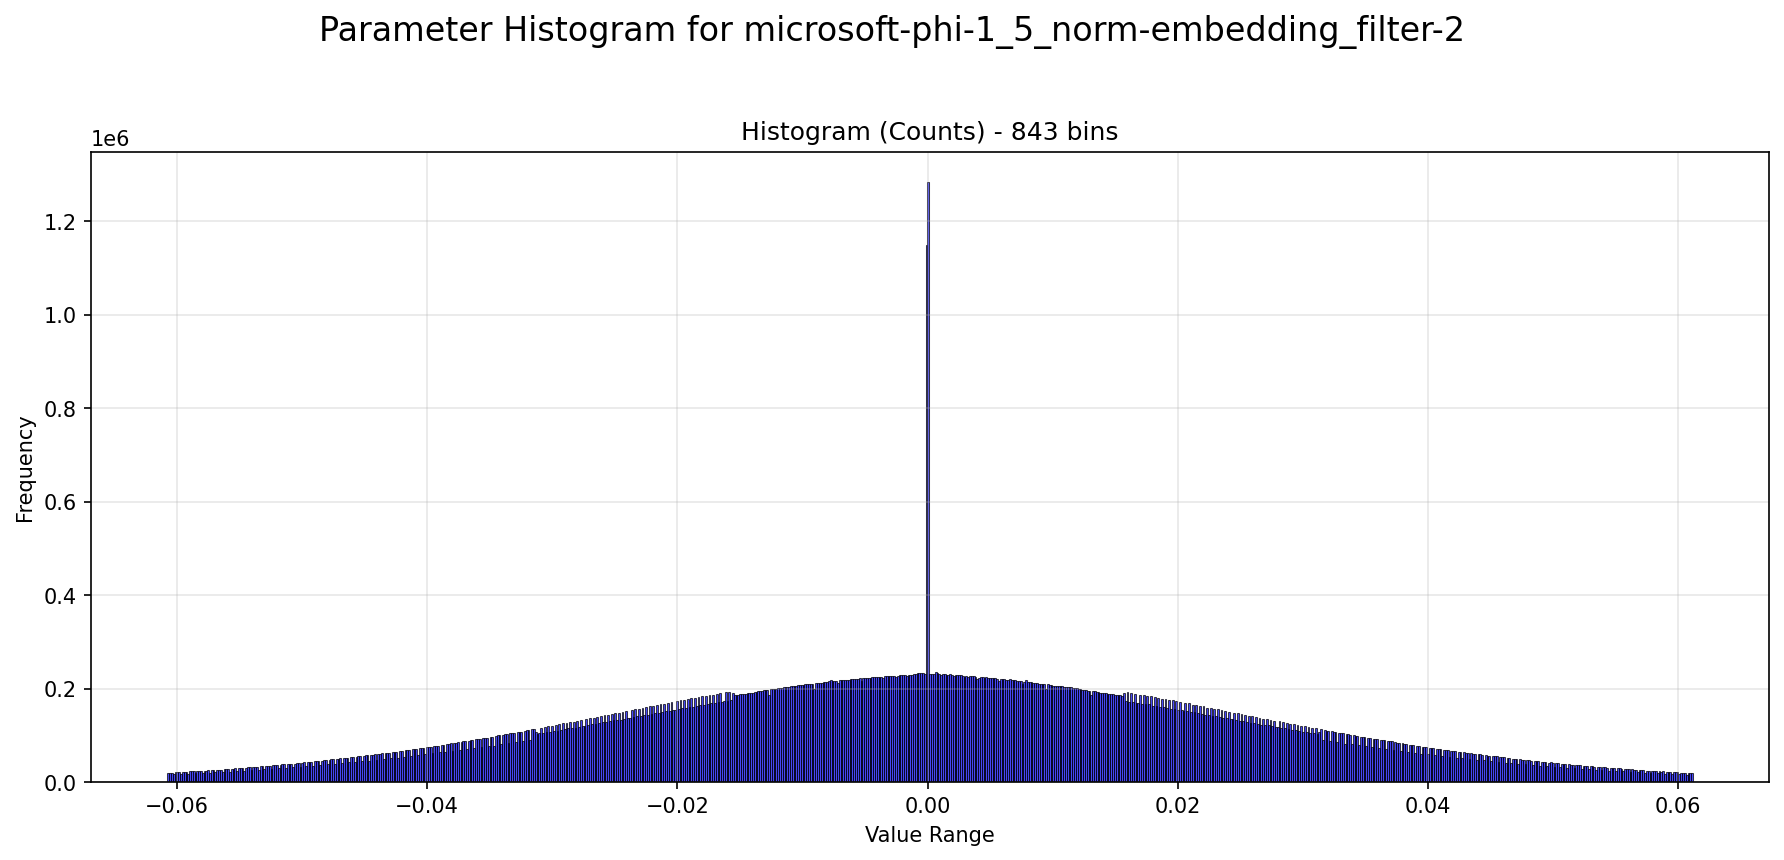 Parameter Histogram for microsoft-phi-1_5_norm-embedding_filter-2
Histogram (Counts) - 843 bins
1e6
1.2
1.0
0.8
0.6
0.4
0.2
0.0
Frequency
−0.06 −0.04 −0.02 0.00 0.02 0.04 0.06
Value Range